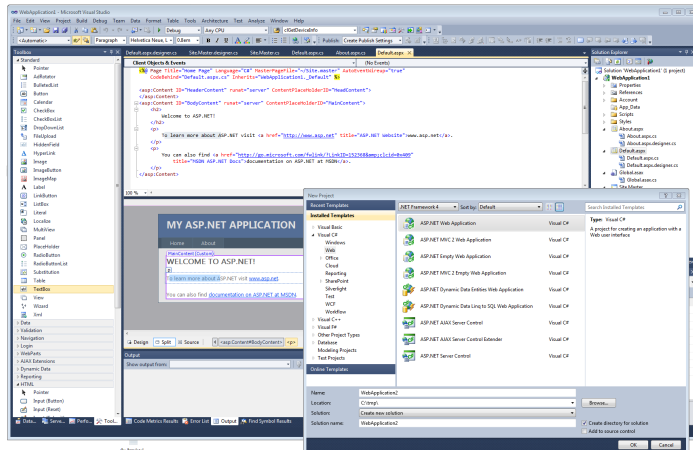 WebApplication1 - Microsoft Visual Studio
File Edit View Project Build Debug Team Data Format Table Tools Architecture Test Analyze Window Help
Debug Any CPU clGetDeviceInfo
(Automatic) Paragraph Helvetica Neue, L 0.8em B I U A Publish: Create Publish Settings
Toolbox
Standard
Pointer
AdRotator
BulletedList
Button
Calendar
CheckBox
CheckBoxList
DropDownList
FileUpload
HiddenField
HyperLink
Image
ImageButton
ImageMap
Label
LinkButton
ListBox
Literal
Localize
MultiView
Panel
PlaceHolder
RadioButton
RadioButtonList
Substitution
Table
TextBox
View
Wizard
Xml
Data
Validation
Navigation
Login
WebParts
AJAX Extensions
Dynamic Data
Reporting
HTML
Pointer
Input (Button)
Input (Reset)
Data... Serve... Perfo... Tool...
Default.aspx.designer.cs Site.Master.designer.cs Site.Master.cs Default.aspx.cs About.aspx.cs Default.aspx
Client Objects & Events (No Events)
<%@ Page Title="Home Page" Language="C#" MasterPageFile="~/Site.master" AutoEventWireup="true"
CodeBehind="Default.aspx.cs" Inherits="WebApplication1._Default" %>
<asp:Content ID="HeaderContent" runat="server" ContentPlaceHolderID="HeadContent">
</asp:Content>
<asp:Content ID="BodyContent" runat="server" ContentPlaceHolderID="MainContent">
<h2>
Welcome to ASP.NET!
</h2>
<p>
To learn more about ASP.NET visit <a href="http://www.asp.net" title="ASP.NET Website">www.asp.net</a>.
</p>
<p>
You can also find <a href="http://go.microsoft.com/fwlink/?LinkID=152368&amp;clcid=0x409"
title="MSDN ASP.NET Docs">documentation on ASP.NET at MSDN</a>.
</p>
</asp:Content>
100 %
MY ASP.NET APPLICATION
Home About
MainContent (Custom)
WELCOME TO ASP.NET!
p
To learn more about ASP.NET visit www.asp.net
You can also find documentation on ASP.NET at MSDN.
Design Split Source <asp:Content#BodyContent> <p>
Output
Show output from:
Code Metrics Results Error List Output Find Symbol Results
Solution Explorer
Solution 'WebApplication1' (1 project)
WebApplication1
Properties
References
Account
App_Data
Scripts
Styles
About.aspx
About.aspx.cs
About.aspx.designer.cs
Default.aspx
Default.aspx.cs
Default.aspx.designer.cs
Global.asax
Global.asax.cs
Site.Master
New Project
Recent Templates
.NET Framework 4 Sort by: Default
Search Installed Templates
Installed Templates
Visual Basic
Visual C#
Windows
Web
Office
Cloud
Reporting
SharePoint
Silverlight
Test
WCF
Workflow
Visual C++
Visual F#
Other Project Types
Database
Modeling Projects
Test Projects
Online Templates
ASP.NET Web Application Visual C#
ASP.NET MVC 2 Web Application Visual C#
ASP.NET Empty Web Application Visual C#
ASP.NET MVC 2 Empty Web Application Visual C#
ASP.NET Dynamic Data Entities Web Application Visual C#
ASP.NET Dynamic Data Linq to SQL Web Application Visual C#
ASP.NET AJAX Server Control Visual C#
ASP.NET AJAX Server Control Extender Visual C#
ASP.NET Server Control Visual C#
Type: Visual C#
A project for creating an application with a
Web user interface
Name: WebApplication2
Location: C:\tmp\ Browse...
Solution: Create new solution
Solution name: WebApplication2
Create directory for solution
Add to source control
OK Cancel